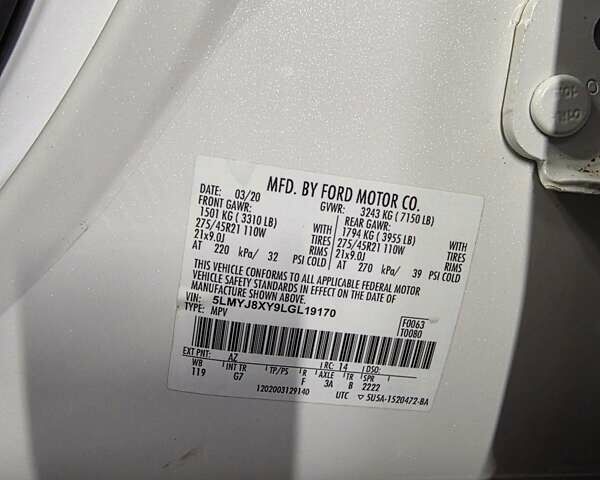 MFD. BY FORD MOTOR CO.
DATE: 03/20 GVWR: 3243 KG (7150 LB)
FRONT GAWR: REAR GAWR:
1501 KG (3310 LB) WITH 1794 KG (3955 LB) WITH
275/45R21 110W TIRES 275/45R21 110W TIRES
21x9.0J RIMS 21x9.0J RIMS
AT 220 kPa/ 32 PSI COLD AT 270 kPa/ 39 PSI COLD
THIS VEHICLE CONFORMS TO ALL APPLICABLE FEDERAL MOTOR
VEHICLE SAFETY STANDARDS IN EFFECT ON THE DATE OF
MANUFACTURE SHOWN ABOVE.
VIN: 5LMYJ8XY9LGL19170
TYPE: MPV
F0063
T0080
EXT PNT: AZ RC: 14 DSO:
WB INT TR TP/PS R AXLE TR SPR
119 G7 F 3A B 2222
1202003129140 UTC ▽ 5U5A-1520472-BA